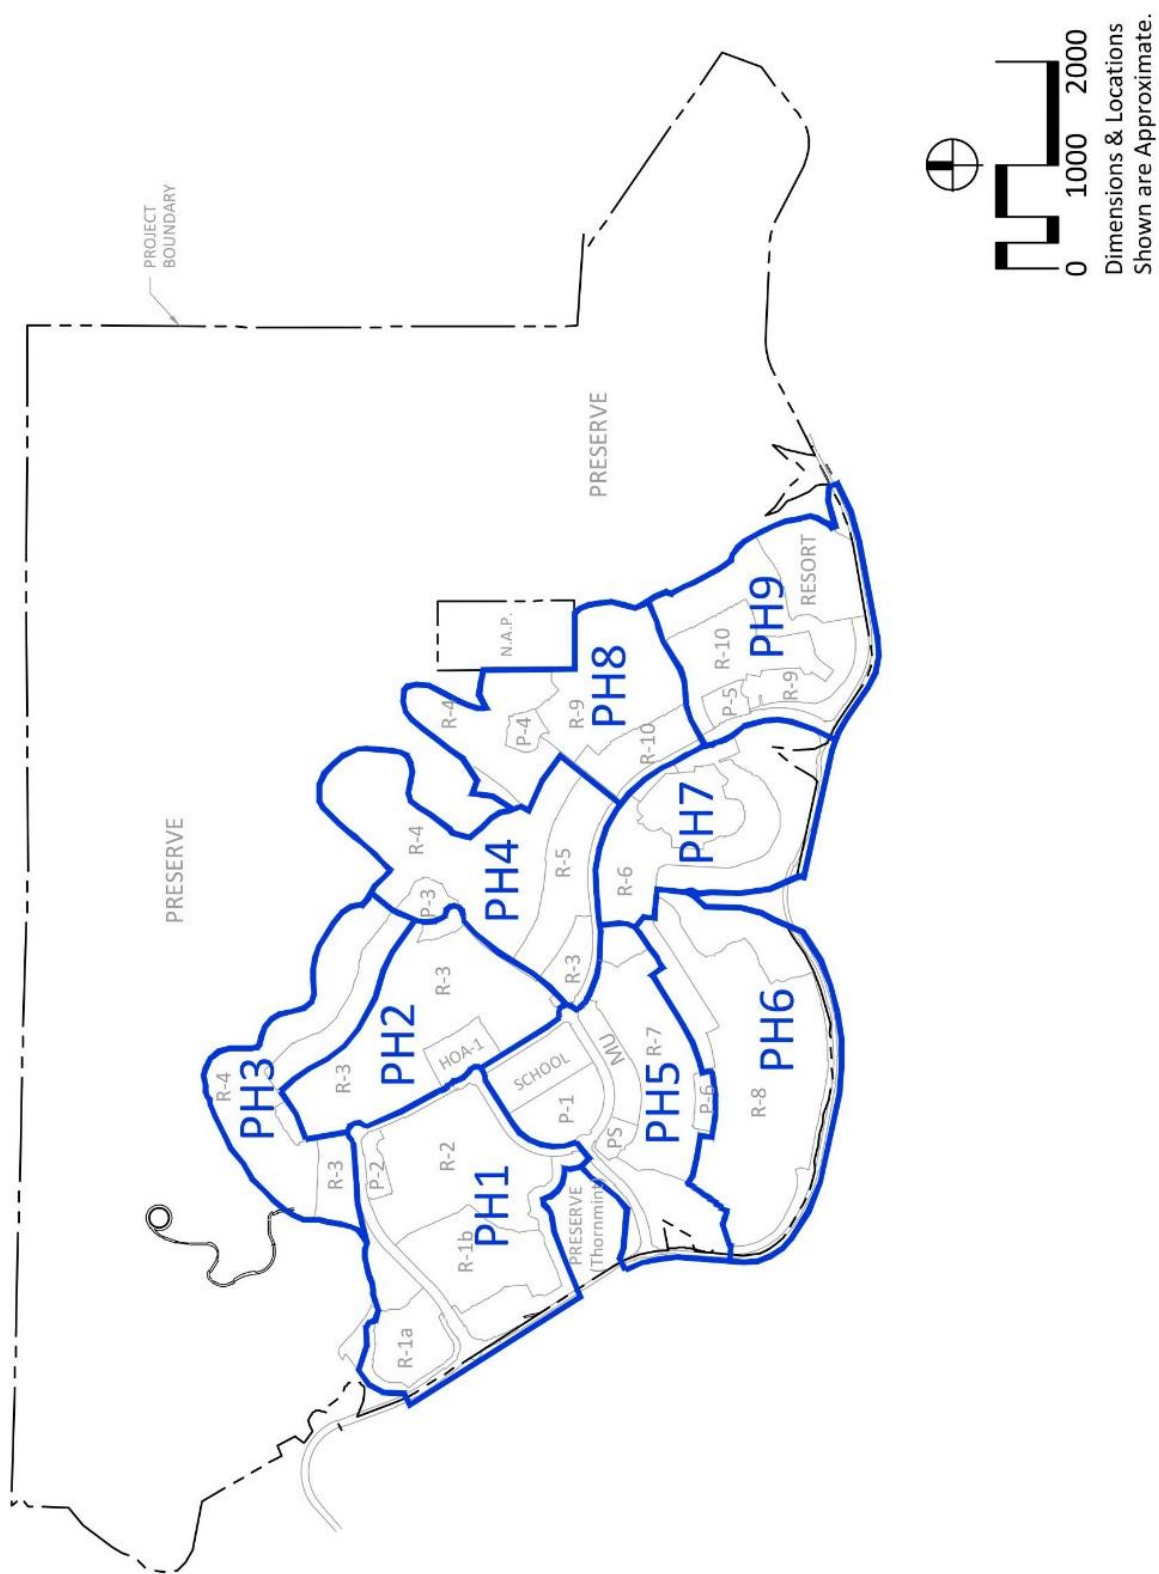 PROJECT
BOUNDARY
PRESERVE
R-4
PH3
R-3
R-3
P-2
PH2
R-1a
R-4
P-3
R-3
R-2
R-4
HOA-1
R-1b
PH1
PH4
N.A.P.
P-4
SCHOOL
R-5
P-1
R-3
R-9
PRESERVE
(Thornmint)
PRESERVE
MU
PH8
PS
R-6
R-10
R-7
PH5
PH7
P-6
R-10
P-5
R-8
PH9
PH6
R-9
RESORT
0 1000 2000
Dimensions & Locations
Shown are Approximate.